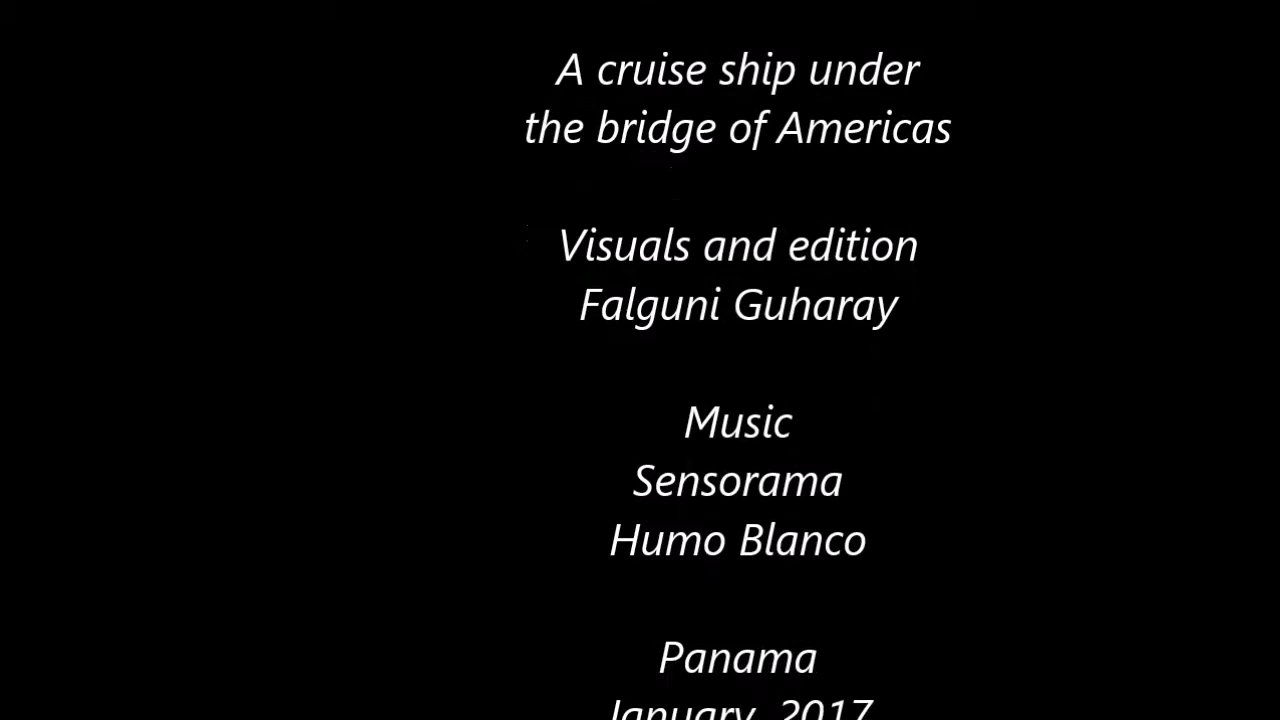 A cruise ship under
the bridge of Americas
Visuals and edition
Falguni Guharay
Music
Sensorama
Humo Blanco
Panama
January, 2017